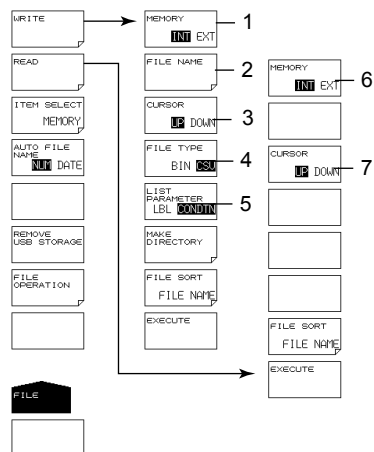 WRITE
READ
ITEM SELECT
MEMORY
AUTO FILE
NAME
NUM DATE
REMOVE
USB STORAGE
FILE
OPERATION
FILE
MEMORY
INT EXT
1
FILE NAME
2
CURSOR
UP DOWN
3
FILE TYPE
BIN CSV
4
LIST
PARAMETER
LBL CONDTN
5
MAKE
DIRECTORY
FILE SORT
FILE NAME
EXECUTE
MEMORY
INT EXT
6
CURSOR
UP DOWN
7
FILE SORT
FILE NAME
EXECUTE